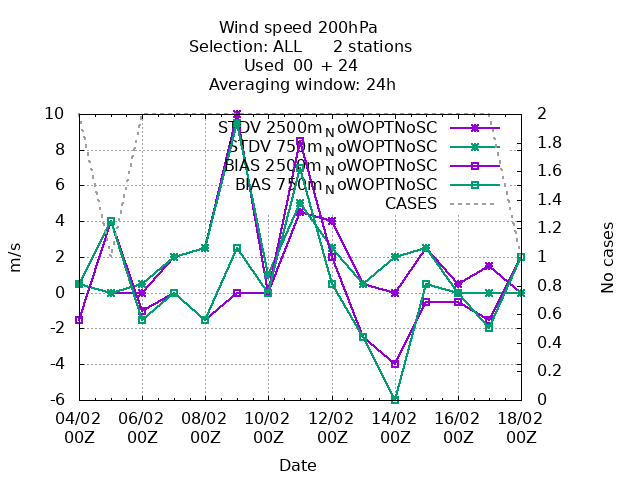 Wind speed 200hPa
Selection: ALL 2 stations
Used 00 + 24
Averaging window: 24h
STDV 2500m_NoWOPTNoSC
STDV 750m_NoWOPTNoSC
BIAS 2500m_NoWOPTNoSC
BIAS 750m_NoWOPTNoSC
CASES
10
8
6
4
2
0
-2
-4
-6
m/s
2
1.8
1.6
1.4
1.2
1
0.8
0.6
0.4
0.2
0
No cases
04/02 06/02 08/02 10/02 12/02 14/02 16/02 18/02
00Z 00Z 00Z 00Z 00Z 00Z 00Z 00Z
Date